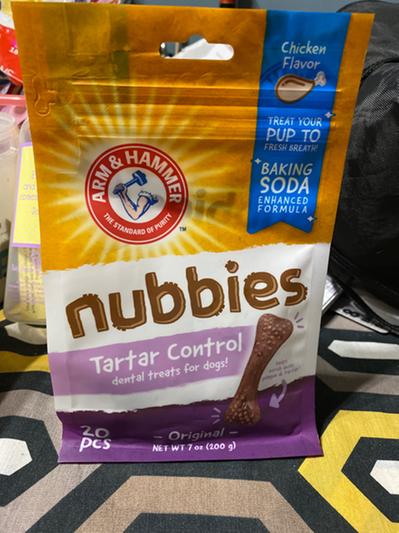 Chicken
Flavor
TREAT YOUR
PUP TO
FRESH BREATH!
BAKING
SODA
ENHANCED
FORMULA
ARM & HAMMER
THE STANDARD OF PURITY
TM
nubbies
Tartar Control
dental treats for dogs!
20
pcs
Original
NET WT 7 oz (200 g)